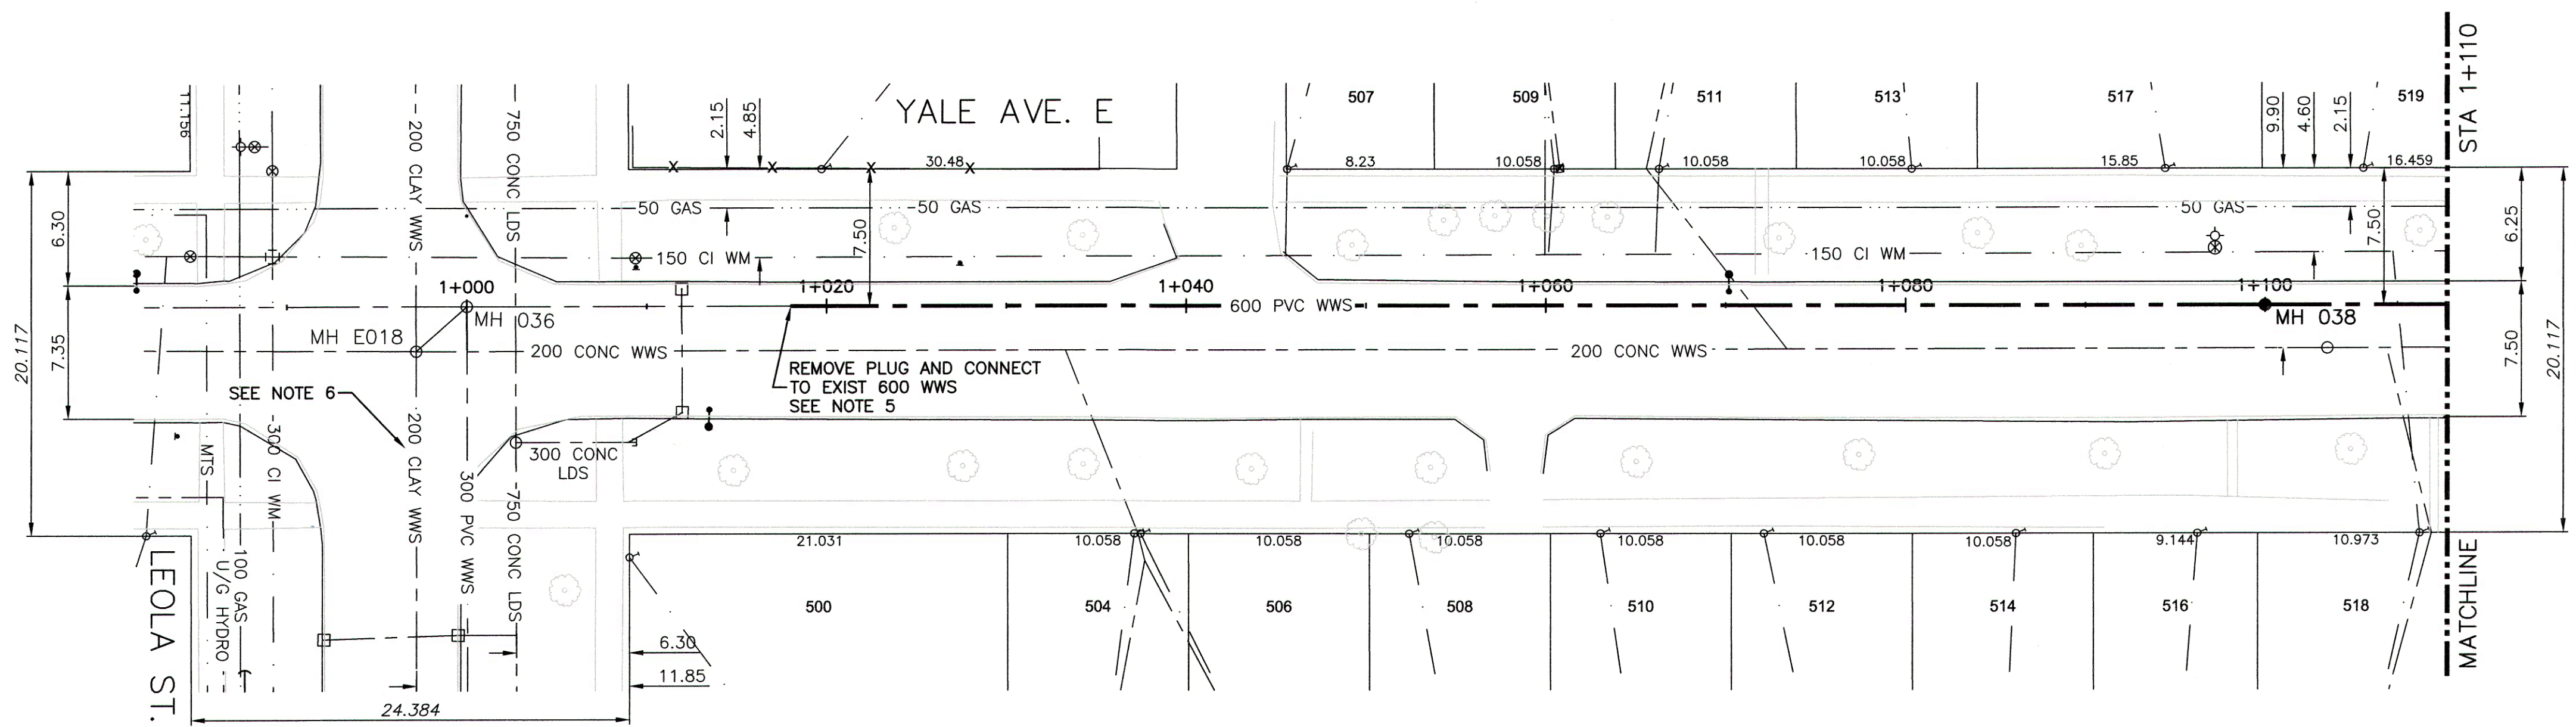 YALE AVE. E
STA 1+110
MATCHLINE
LEOLA ST.
11.156
200 CLAY WWS
750 CONC LDS
2.15
4.85
507
509
511
513
517
519
9.90
4.60
2.15
30.48
8.23
10.058
10.058
10.058
15.85
16.459
6.30
50 GAS
50 GAS
50 GAS
7.50
7.50
6.25
150 CI WM
150 CI WM
1+000
1+020
1+040
1+060
1+080
1+100
600 PVC WWS
MH 036
MH 038
MH E018
20.117
7.35
200 CONC WWS
200 CONC WWS
7.50
20.117
REMOVE PLUG AND CONNECT
TO EXIST 600 WWS
SEE NOTE 5
SEE NOTE 6
MTS
300 CI WM
200 CLAY WWS
300 PVC WWS
750 CONC LDS
300 CONC
LDS
100 GAS
U/G HYDRO
21.031
10.058
10.058
10.058
10.058
10.058
10.058
9.144
10.973
500
504
506
508
510
512
514
516
518
6.30
11.85
24.384